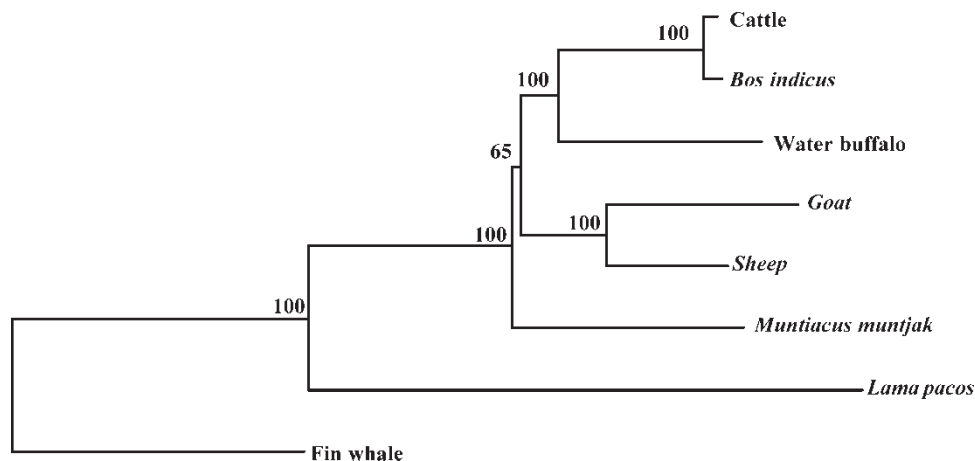 Cattle
100
Bos indicus
100
Water buffalo
65
Goat
100
100
Sheep
100
Muntiacus muntjak
Lama pacos
Fin whale